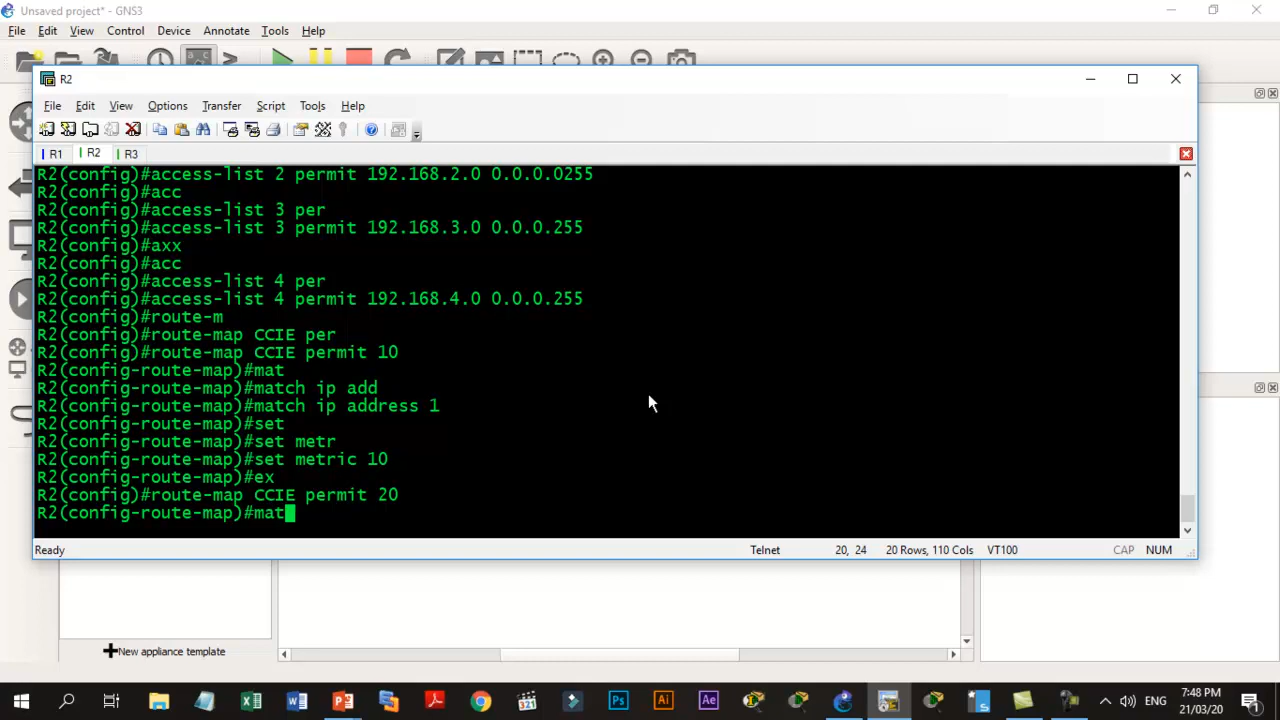 Unsaved project* - GNS3
File Edit View Control Device Annotate Tools Help
R2
File Edit View Options Transfer Script Tools Help
R1 R2 R3
R2(config)#access-list 2 permit 192.168.2.0 0.0.0.0255
R2(config)#acc
R2(config)#access-list 3 per
R2(config)#access-list 3 permit 192.168.3.0 0.0.0.255
R2(config)#axx
R2(config)#acc
R2(config)#access-list 4 per
R2(config)#access-list 4 permit 192.168.4.0 0.0.0.255
R2(config)#route-m
R2(config)#route-map CCIE per
R2(config)#route-map CCIE permit 10
R2(config-route-map)#mat
R2(config-route-map)#match ip add
R2(config-route-map)#match ip address 1
R2(config-route-map)#set
R2(config-route-map)#set metr
R2(config-route-map)#set metric 10
R2(config-route-map)#ex
R2(config)#route-map CCIE permit 20
R2(config-route-map)#mat
Ready Telnet 20, 24 20 Rows, 110 Cols VT100 CAP NUM
New appliance template
321 Ps Ai Ae ENG 7:48 PM
21/03/20 1